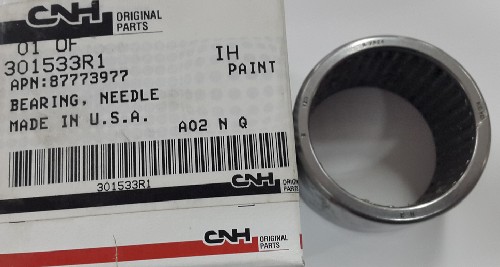 CNH ORIGINAL PARTS
01 OF
301533R1 IH
APN:87773977 PAINT
BEARING, NEEDLE
MADE IN U.S.A. A02 N Q
301533R1
CNH ORIGINAL PARTS
CNH ORIGINAL PARTS